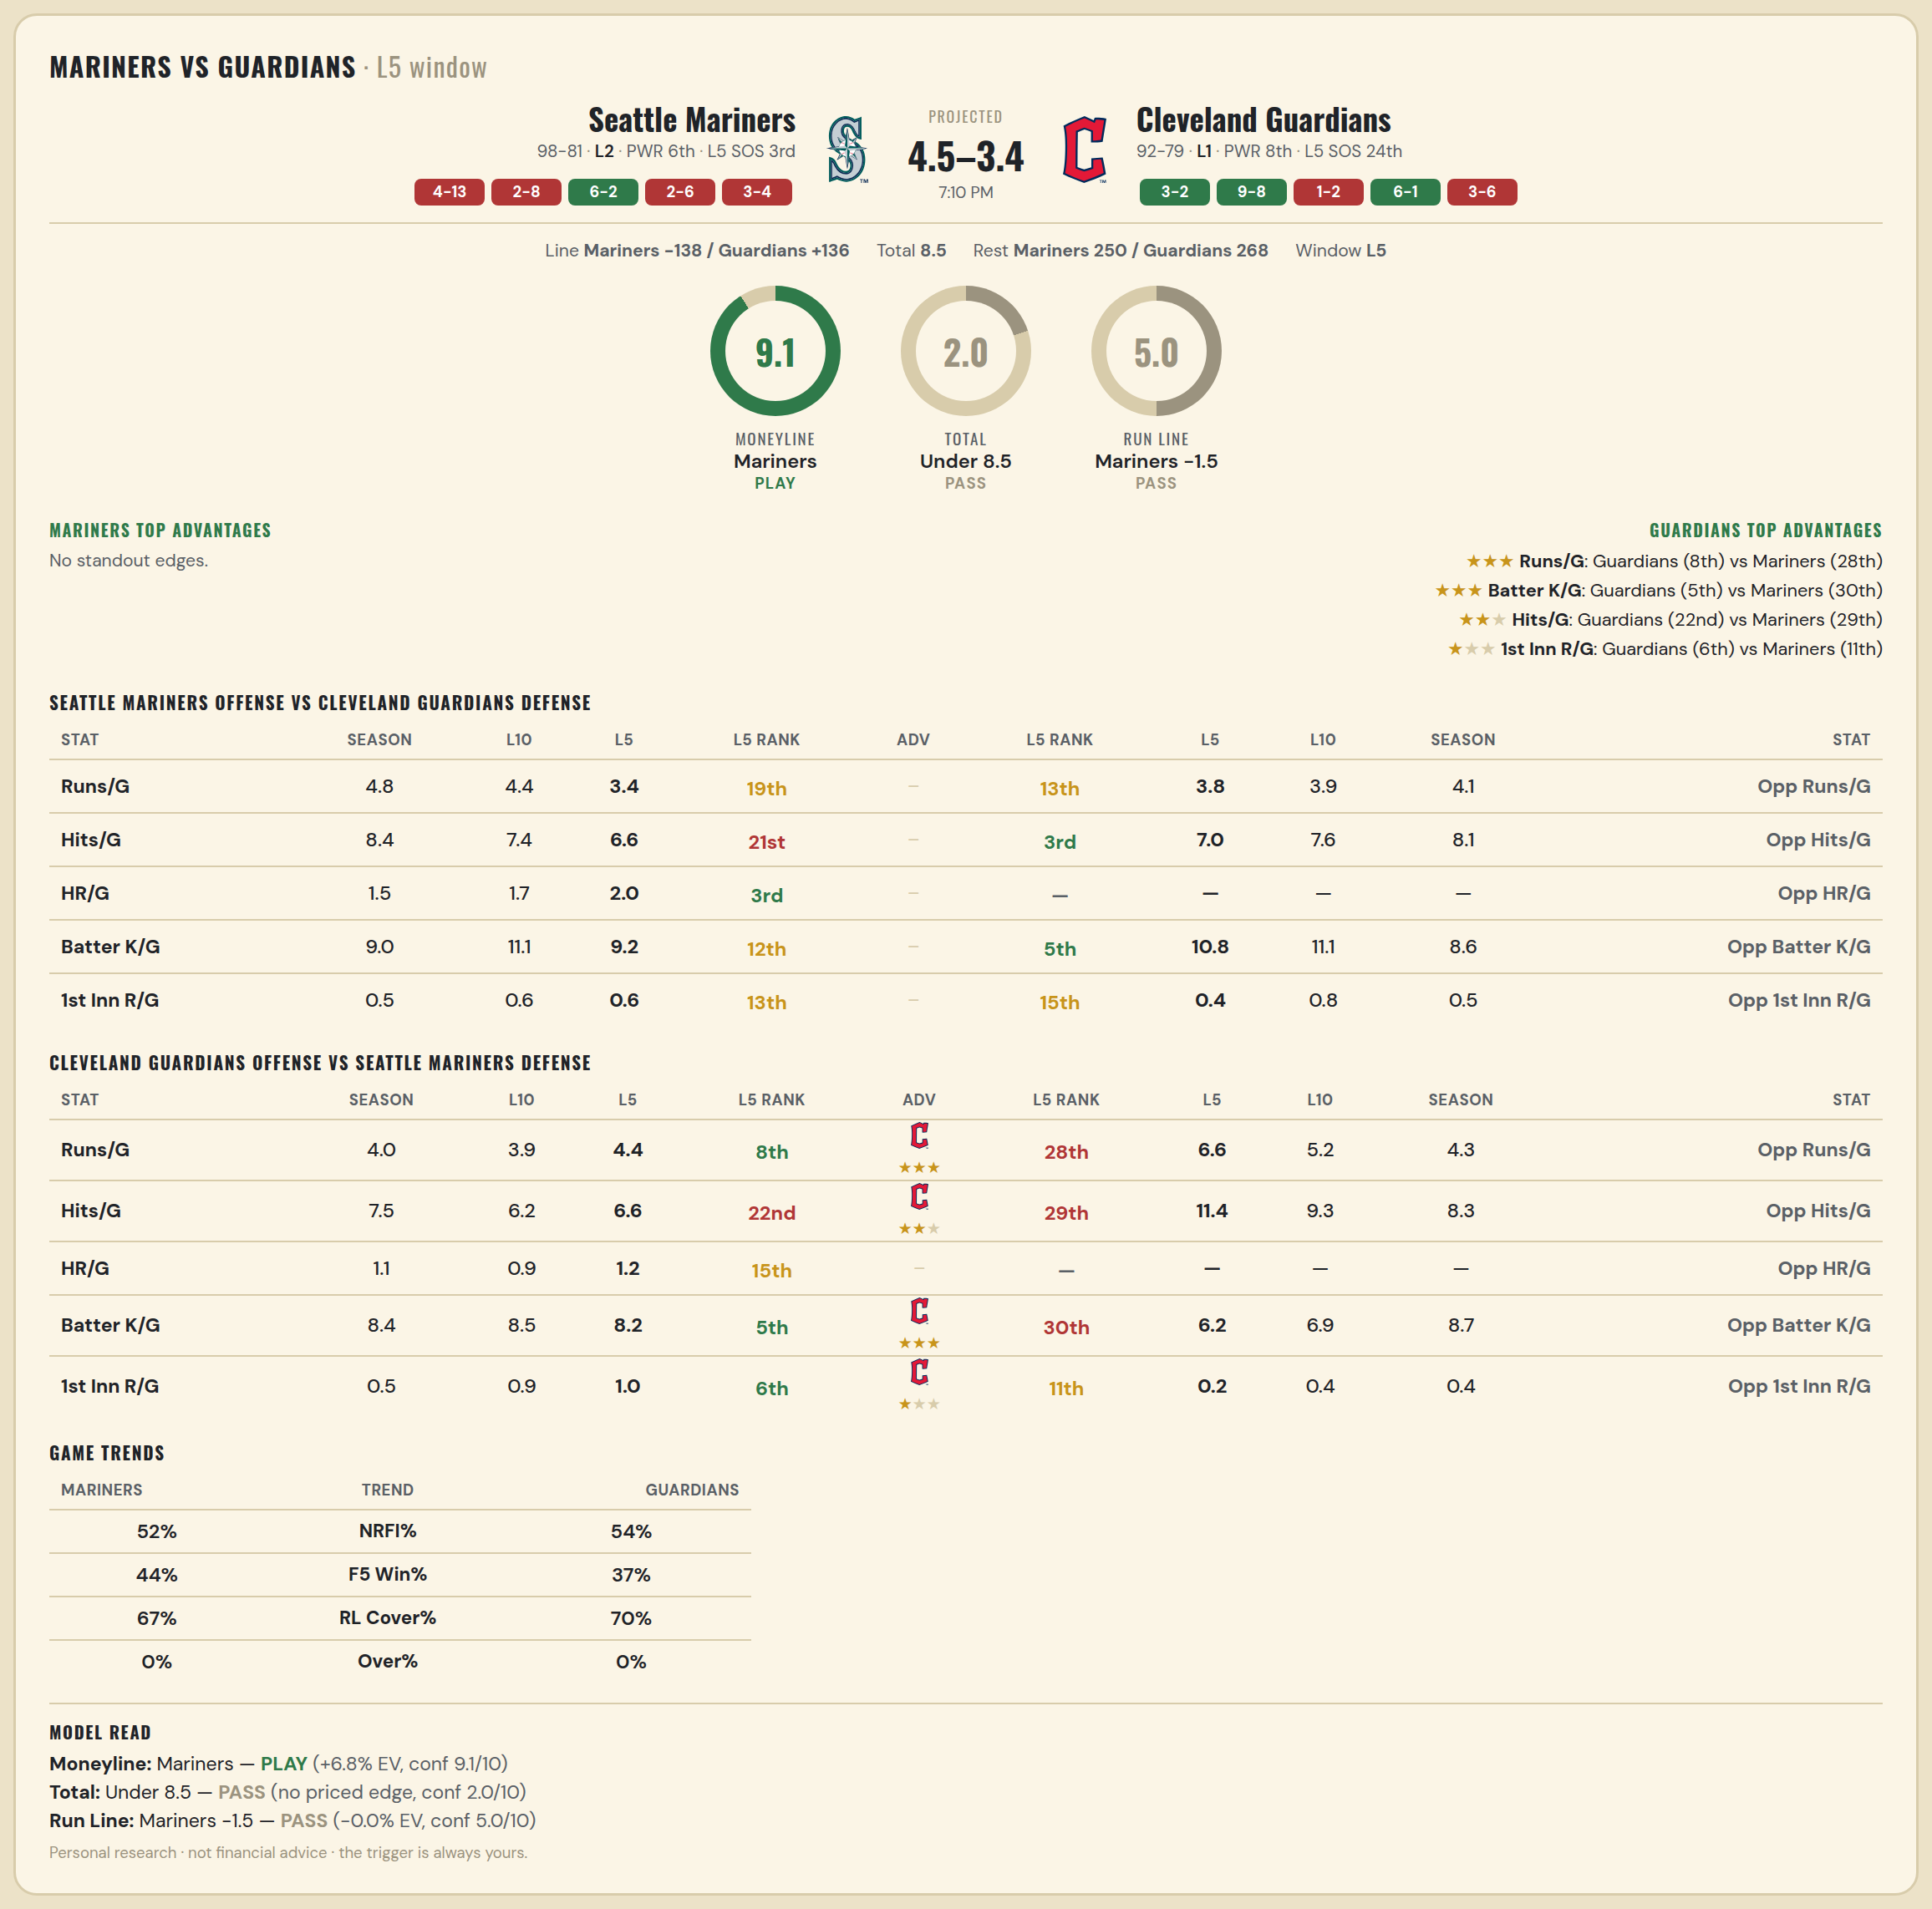 MARINERS VS GUARDIANS · L5 window
Seattle Mariners
98-81 · L2 · PWR 6th · L5 SOS 3rd
4-13 2-8 6-2 2-6 3-4
S
TM
PROJECTED
4.5–3.4
7:10 PM
C
TM
Cleveland Guardians
92-79 · L1 · PWR 8th · L5 SOS 24th
3-2 9-8 1-2 6-1 3-6
Line Mariners -138 / Guardians +136 Total 8.5 Rest Mariners 250 / Guardians 268 Window L5
9.1 2.0 5.0
MONEYLINE TOTAL RUN LINE
Mariners Under 8.5 Mariners -1.5
PLAY PASS PASS
MARINERS TOP ADVANTAGES
No standout edges.
GUARDIANS TOP ADVANTAGES
★★★ Runs/G: Guardians (8th) vs Mariners (28th)
★★★ Batter K/G: Guardians (5th) vs Mariners (30th)
★★★ Hits/G: Guardians (22nd) vs Mariners (29th)
★★★ 1st Inn R/G: Guardians (6th) vs Mariners (11th)
SEATTLE MARINERS OFFENSE VS CLEVELAND GUARDIANS DEFENSE
STAT SEASON L10 L5 L5 RANK ADV L5 RANK L5 L10 SEASON STAT
Runs/G 4.8 4.4 3.4 19th – 13th 3.8 3.9 4.1 Opp Runs/G
Hits/G 8.4 7.4 6.6 21st – 3rd 7.0 7.6 8.1 Opp Hits/G
HR/G 1.5 1.7 2.0 3rd – — — — — Opp HR/G
Batter K/G 9.0 11.1 9.2 12th – 5th 10.8 11.1 8.6 Opp Batter K/G
1st Inn R/G 0.5 0.6 0.6 13th – 15th 0.4 0.8 0.5 Opp 1st Inn R/G
CLEVELAND GUARDIANS OFFENSE VS SEATTLE MARINERS DEFENSE
STAT SEASON L10 L5 L5 RANK ADV L5 RANK L5 L10 SEASON STAT
Runs/G 4.0 3.9 4.4 8th C ★★★ 28th 6.6 5.2 4.3 Opp Runs/G
Hits/G 7.5 6.2 6.6 22nd C ★★★ 29th 11.4 9.3 8.3 Opp Hits/G
HR/G 1.1 0.9 1.2 15th – — — — — Opp HR/G
Batter K/G 8.4 8.5 8.2 5th C ★★★ 30th 6.2 6.9 8.7 Opp Batter K/G
1st Inn R/G 0.5 0.9 1.0 6th C ★★★ 11th 0.2 0.4 0.4 Opp 1st Inn R/G
GAME TRENDS
MARINERS TREND GUARDIANS
52% NRFI% 54%
44% F5 Win% 37%
67% RL Cover% 70%
0% Over% 0%
MODEL READ
Moneyline: Mariners — PLAY (+6.8% EV, conf 9.1/10)
Total: Under 8.5 — PASS (no priced edge, conf 2.0/10)
Run Line: Mariners -1.5 — PASS (-0.0% EV, conf 5.0/10)
Personal research · not financial advice · the trigger is always yours.